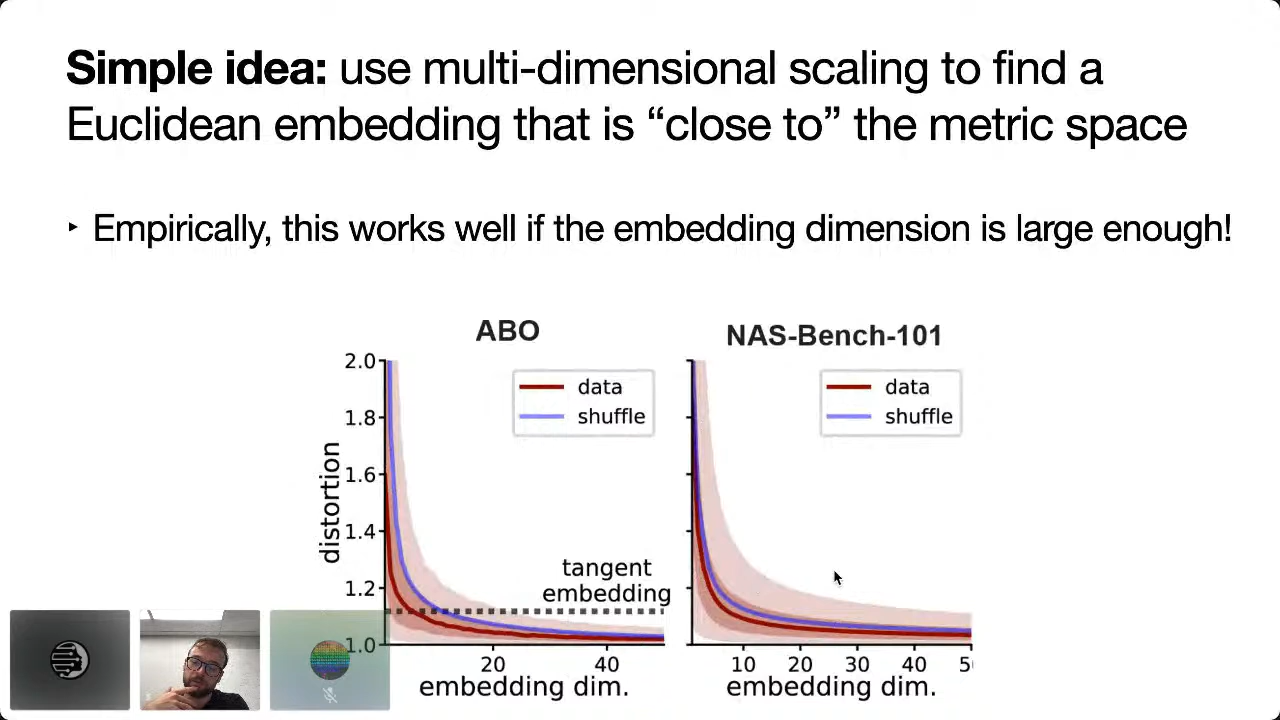 Simple idea: use multi-dimensional scaling to find a
Euclidean embedding that is “close to” the metric space
‣ Empirically, this works well if the embedding dimension is large enough!
ABO
2.0
1.8
1.6
1.4
1.2
1.0
distortion
data
shuffle
tangent
embedding
20 40
embedding dim.
NAS-Bench-101
data
shuffle
10 20 30 40
embedding dim.